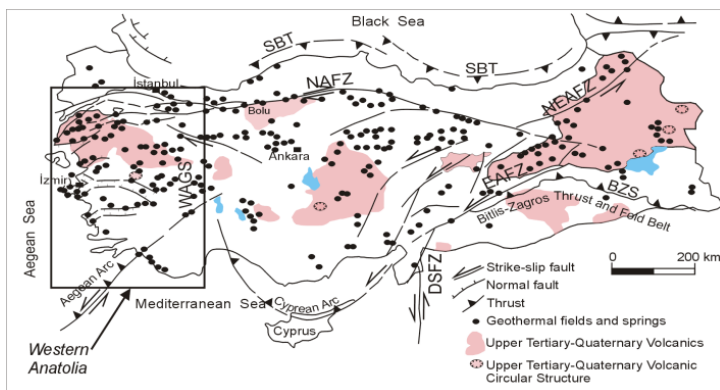 Black Sea
SBT
SBT
İstanbul
NAFZ
Bolu
NEAFZ
Ankara
WAGS
İzmir
EAFZ
BZS
Bitlis-Zagros Thrust and Fold Belt
Aegean Sea
Aegean Arc
Mediterranean Sea
Cyprean Arc
Cyprus
DSFZ
0 200 km
Western
Anatolia
Strike-slip fault
Normal fault
Thrust
Geothermal fields and springs
Upper Tertiary-Quaternary Volcanics
Upper Tertiary-Quaternary Volcanic
Circular Structure